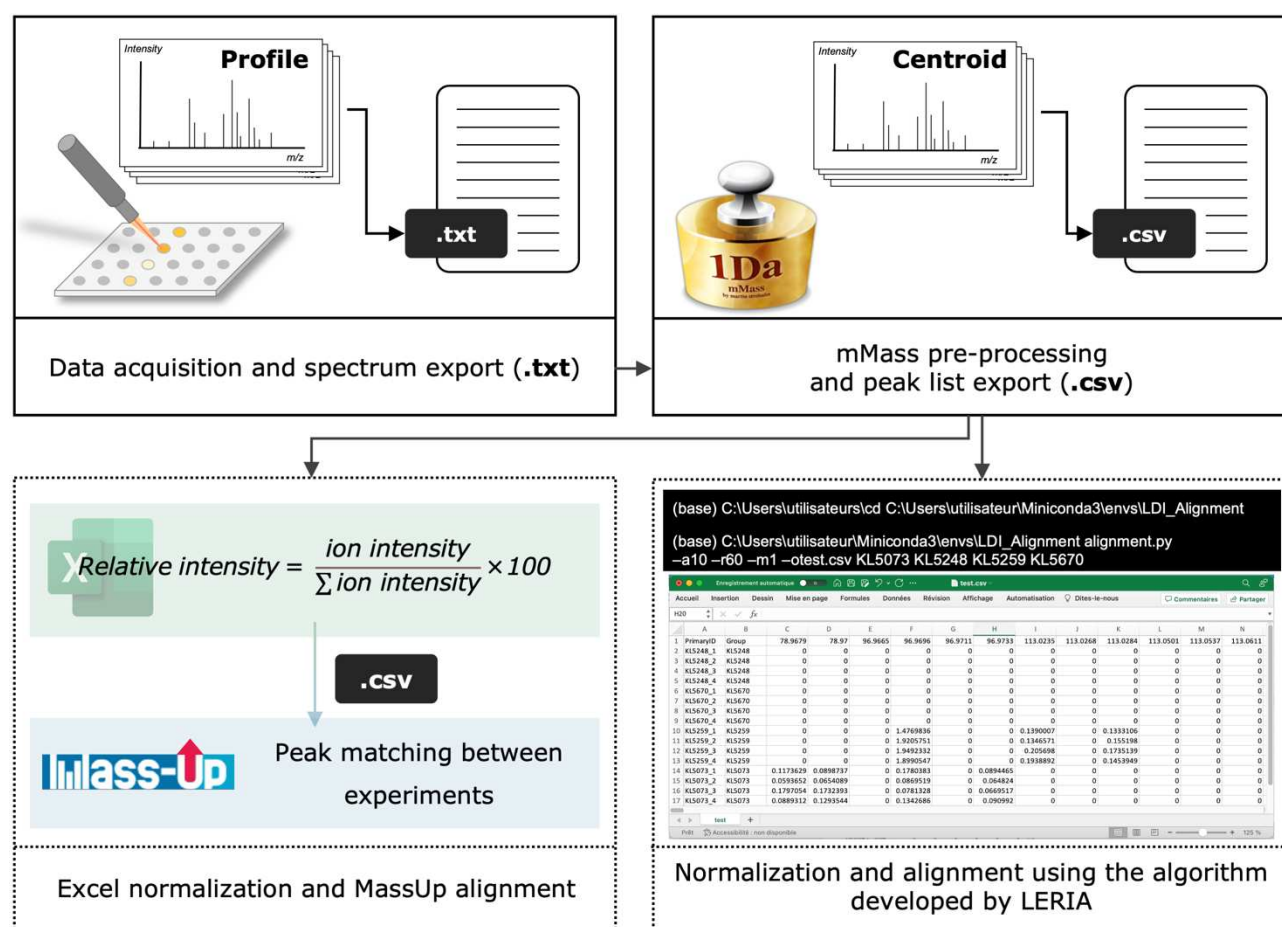 Intensity
Profile
m/z
.txt
Data acquisition and spectrum export (.txt)
Intensity
Centroid
m/z
1Da
mMass
.csv
mMass pre-processing
and peak list export (.csv)
X
Relative intensity = ion intensity / ∑ ion intensity × 100
.csv
Mass-Up
Peak matching between
experiments
Excel normalization and MassUp alignment
(base) C:\Users\utilisateurs\cd C:\Users\utilisateur\Miniconda3\envs\LDI_Alignment
(base) C:\Users\utilisateur\Miniconda3\envs\LDI_Alignment alignment.py
–a10 –r60 –m1 –otest.csv KL5073 KL5248 KL5259 KL5670
Enregistrement automatique test.csv
Accueil Insertion Dessin Mise en page Formules Données Révision Affichage Automatisation Dites-le-nous Commentaires Partager
H20 fx
A B C D E F G H I J K L M N
1 PrimaryID Group 78.9679 78.97 96.9665 96.9696 96.9711 96.9733 113.0235 113.0268 113.0284 113.0501 113.0537 113.0611
2 KL5248_1 KL5248 0 0 0 0 0 0 0 0 0 0 0 0
3 KL5248_2 KL5248 0 0 0 0 0 0 0 0 0 0 0 0
4 KL5248_3 KL5248 0 0 0 0 0 0 0 0 0 0 0 0
5 KL5248_4 KL5248 0 0 0 0 0 0 0 0 0 0 0 0
6 KL5670_1 KL5670 0 0 0 0 0 0 0 0 0 0 0 0
7 KL5670_2 KL5670 0 0 0 0 0 0 0 0 0 0 0 0
8 KL5670_3 KL5670 0 0 0 0 0 0 0 0 0 0 0 0
9 KL5670_4 KL5670 0 0 0 0 0 0 0 0 0 0 0 0
10 KL5259_1 KL5259 0 0 0 1.4769836 0 0 0.1390007 0 0.1333106 0 0 0
11 KL5259_2 KL5259 0 0 0 1.9205751 0 0 0.1346571 0 0.155198 0 0 0
12 KL5259_3 KL5259 0 0 0 1.9492332 0 0 0.205698 0 0.1735139 0 0 0
13 KL5259_4 KL5259 0 0 0 1.8990547 0 0 0.1938892 0 0.1453949 0 0 0
14 KL5073_1 KL5073 0.1173629 0.0898737 0 0.1780383 0 0.0894465 0 0 0 0 0 0
15 KL5073_2 KL5073 0.0593652 0.0654089 0 0.0869519 0 0.064824 0 0 0 0 0 0
16 KL5073_3 KL5073 0.1797054 0.1732393 0 0.0781328 0 0.0669517 0 0 0 0 0 0
17 KL5073_4 KL5073 0.0889312 0.1293544 0 0.1342686 0 0.090992 0 0 0 0 0 0
test +
Prêt Accessibilité : non disponible 125 %
Normalization and alignment using the algorithm
developed by LERIA